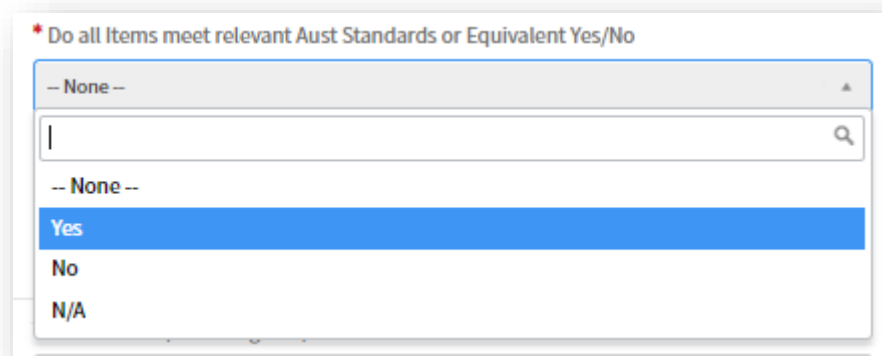 * Do all Items meet relevant Aust Standards or Equivalent Yes/No
-- None --
-- None --
Yes
No
N/A